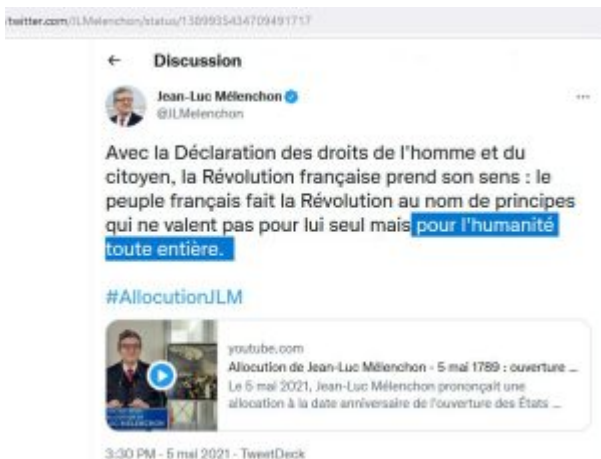 twitter.com/JLMelenchon/status/1389935434709491717
← Discussion
Jean-Luc Mélenchon
@JLMelenchon
Avec la Déclaration des droits de l'homme et du
citoyen, la Révolution française prend son sens : le
peuple français fait la Révolution au nom de principes
qui ne valent pas pour lui seul mais pour l'humanité
toute entière.
#AllocutionJLM
youtube.com
Allocution de Jean-Luc Mélenchon - 5 mai 1789 : ouverture ...
Le 5 mai 2021, Jean-Luc Mélenchon prononçait une
allocation à la date anniversaire de l'ouverture des États ...
3:30 PM · 5 mai 2021 · TweetDeck